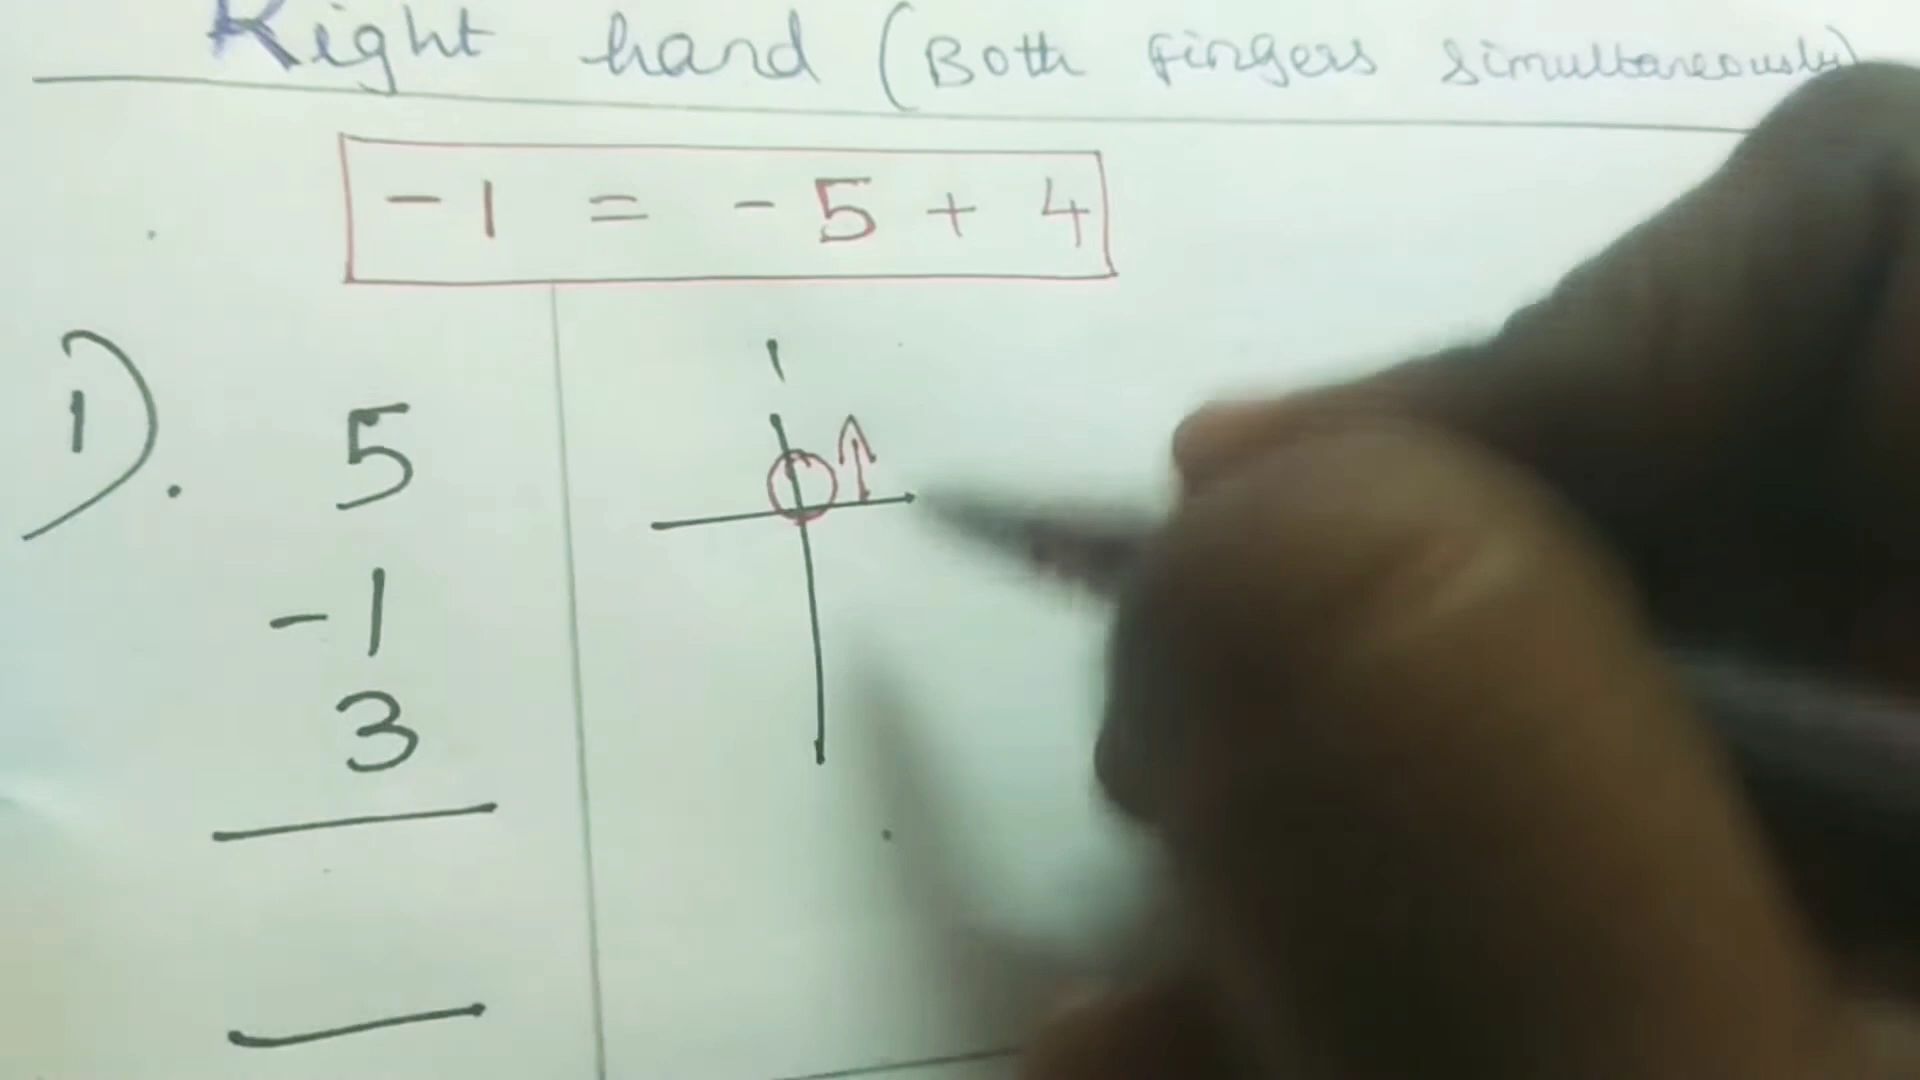 Right hand (Both fingers simultaneously)
-1 = -5 + 4
1).
5
-1
3